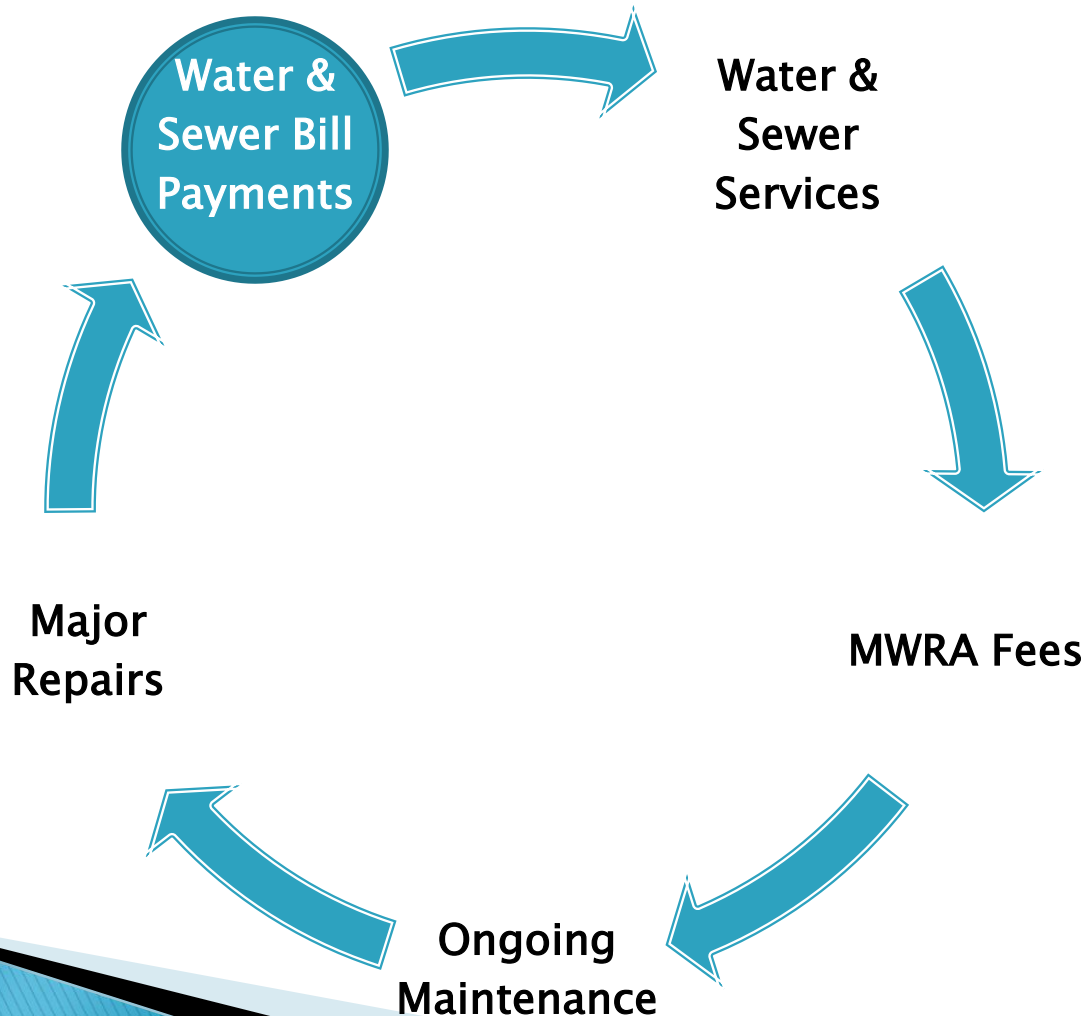 Water &
Sewer Bill
Payments
Water &
Sewer
Services
MWRA Fees
Ongoing
Maintenance
Major
Repairs